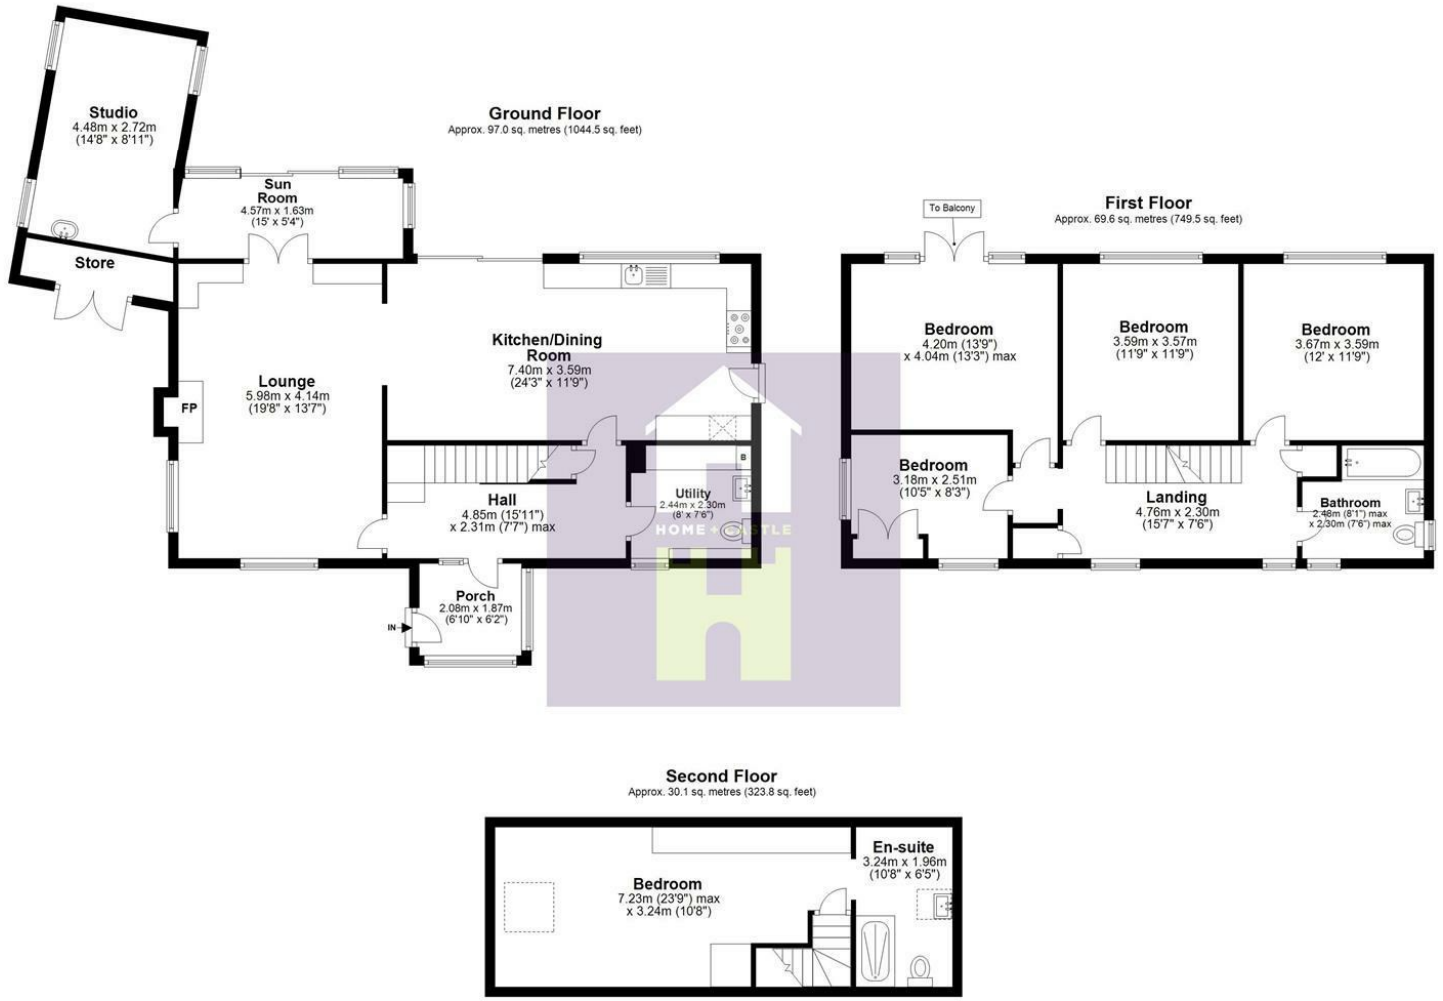 Studio
4.48m x 2.72m
(14'8" x 8'11")
Ground Floor
Approx. 97.0 sq. metres (1044.5 sq. feet)
Sun
Room
4.57m x 1.63m
(15' x 5'4")
Store
Kitchen/Dining
Room
7.40m x 3.59m
(24'3" x 11'9")
Lounge
5.98m x 4.14m
(19'8" x 13'7")
FP
Hall
4.85m (15'11")
x 2.31m (7'7") max
B
Utility
2.44m x 2.30m
(8' x 7'6")
Porch
2.08m x 1.87m
(6'10" x 6'2")
IN
HOME + CASTLE
First Floor
Approx. 69.6 sq. metres (749.5 sq. feet)
To Balcony
Bedroom
4.20m (13'9")
x 4.04m (13'3") max
Bedroom
3.59m x 3.57m
(11'9" x 11'9")
Bedroom
3.67m x 3.59m
(12' x 11'9")
Bedroom
3.18m x 2.51m
(10'5" x 8'3")
Landing
4.76m x 2.30m
(15'7" x 7'6")
Bathroom
2.48m (8'1") max
x 2.30m (7'6") max
Second Floor
Approx. 30.1 sq. metres (323.8 sq. feet)
Bedroom
7.23m (23'9") max
x 3.24m (10'8")
En-suite
3.24m x 1.96m
(10'8" x 6'5")